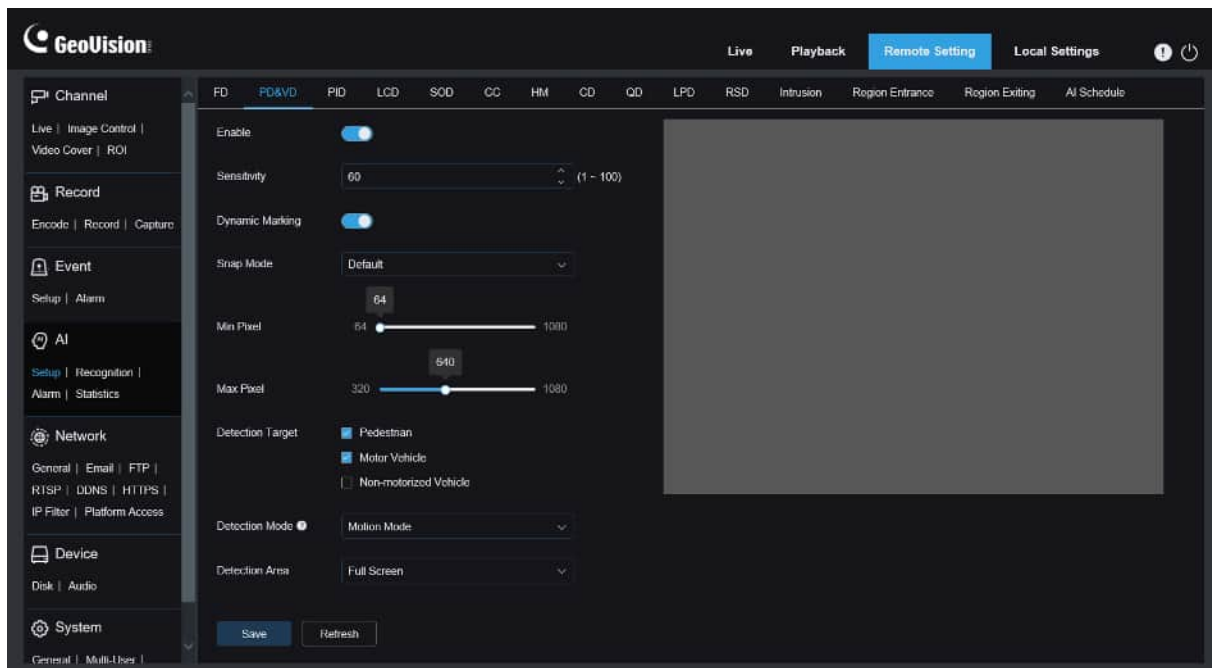 GeoVision
Live Playback Remote Setting Local Settings
Channel
Live | Image Control |
Video Cover | ROI
Record
Encode | Record | Capture
Event
Setup | Alarm
AI
Setup | Recognition |
Alarm | Statistics
Network
General | Email | FTP |
RTSP | DDNS | HTTPS |
IP Filter | Platform Access
Device
Disk | Audio
System
General | Multi-User |
FD PD&VD PID LCD SOD CC HM CD QD LPD RSD Intrusion Region Entrance Region Exiting AI Schedule
Enable
Sensitivity 60 (1 ~ 100)
Dynamic Marking
Snap Mode Default
64
Min Pixel 64 1080
640
Max Pixel 320 1080
Detection Target Pedestrian
Motor Vehicle
Non-motorized Vehicle
Detection Mode Motion Mode
Detection Area Full Screen
Save Refresh